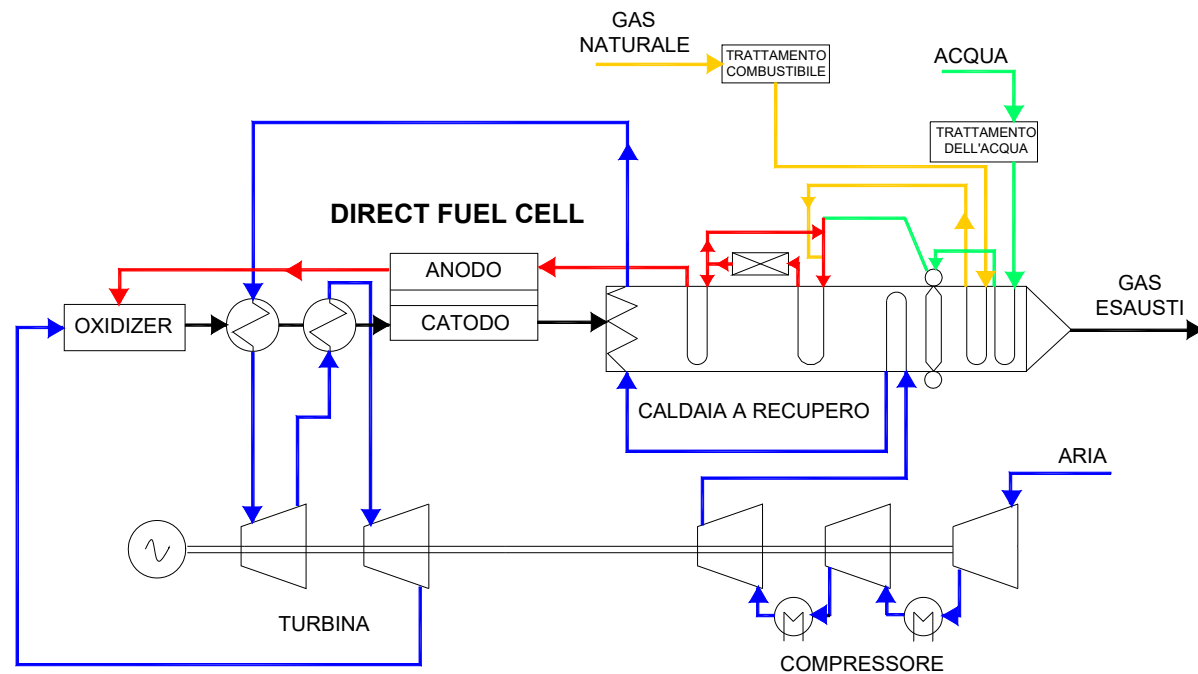 GAS
NATURALE
TRATTAMENTO
COMBUSTIBILE
ACQUA
TRATTAMENTO
DELL'ACQUA
DIRECT FUEL CELL
ANODO
CATODO
OXIDIZER
GAS
ESAUSTI
CALDAIA A RECUPERO
ARIA
TURBINA
COMPRESSORE